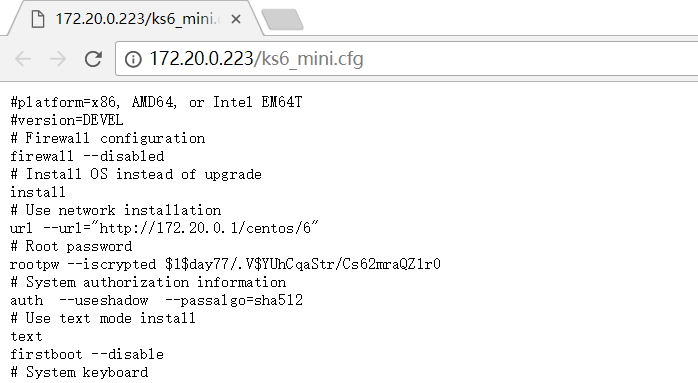 172.20.0.223/ks6_mini.
172.20.0.223/ks6_mini.cfg
#platform=x86, AMD64, or Intel EM64T
#version=DEVEL
# Firewall configuration
firewall --disabled
# Install OS instead of upgrade
install
# Use network installation
url --url="http://172.20.0.1/centos/6"
# Root password
rootpw --iscrypted $1$day77/.V$YUhCqaStr/Cs62mraQZ1r0
# System authorization information
auth  --useshadow  --passalgo=sha512
# Use text mode install
text
firstboot --disable
# System keyboard